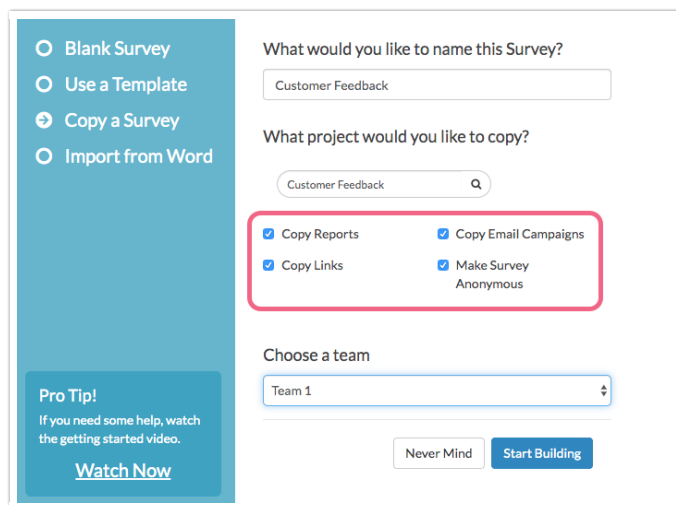 Blank Survey
Use a Template
Copy a Survey
Import from Word
Pro Tip!
If you need some help, watch
the getting started video.
Watch Now
What would you like to name this Survey?
Customer Feedback
What project would you like to copy?
Customer Feedback
Copy Reports
Copy Email Campaigns
Copy Links
Make Survey
Anonymous
Choose a team
Team 1
Never Mind
Start Building